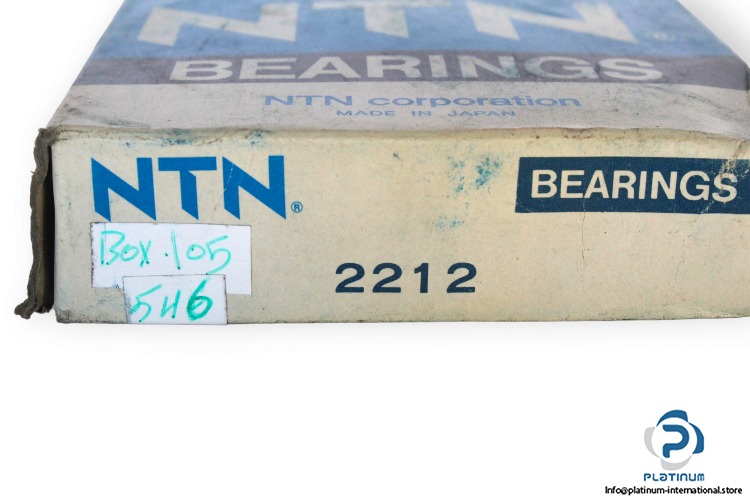 NTN®
BEARINGS
NTN corporation
MADE IN JAPAN
NTN®
BEARINGS
Box.105
2212
546
PLATINUM
Info@platinum-international.store